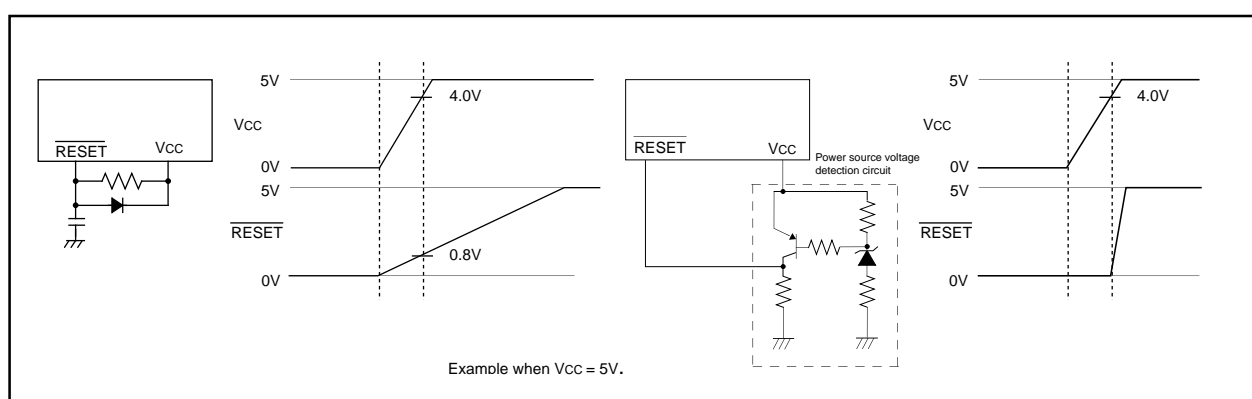 5V
4.0V
VCC
RESET VCC
0V
5V
RESET
0.8V
0V
RESET VCC
Power source voltage
detection circuit
5V
4.0V
VCC
0V
5V
RESET
0V
Example when VCC = 5V.